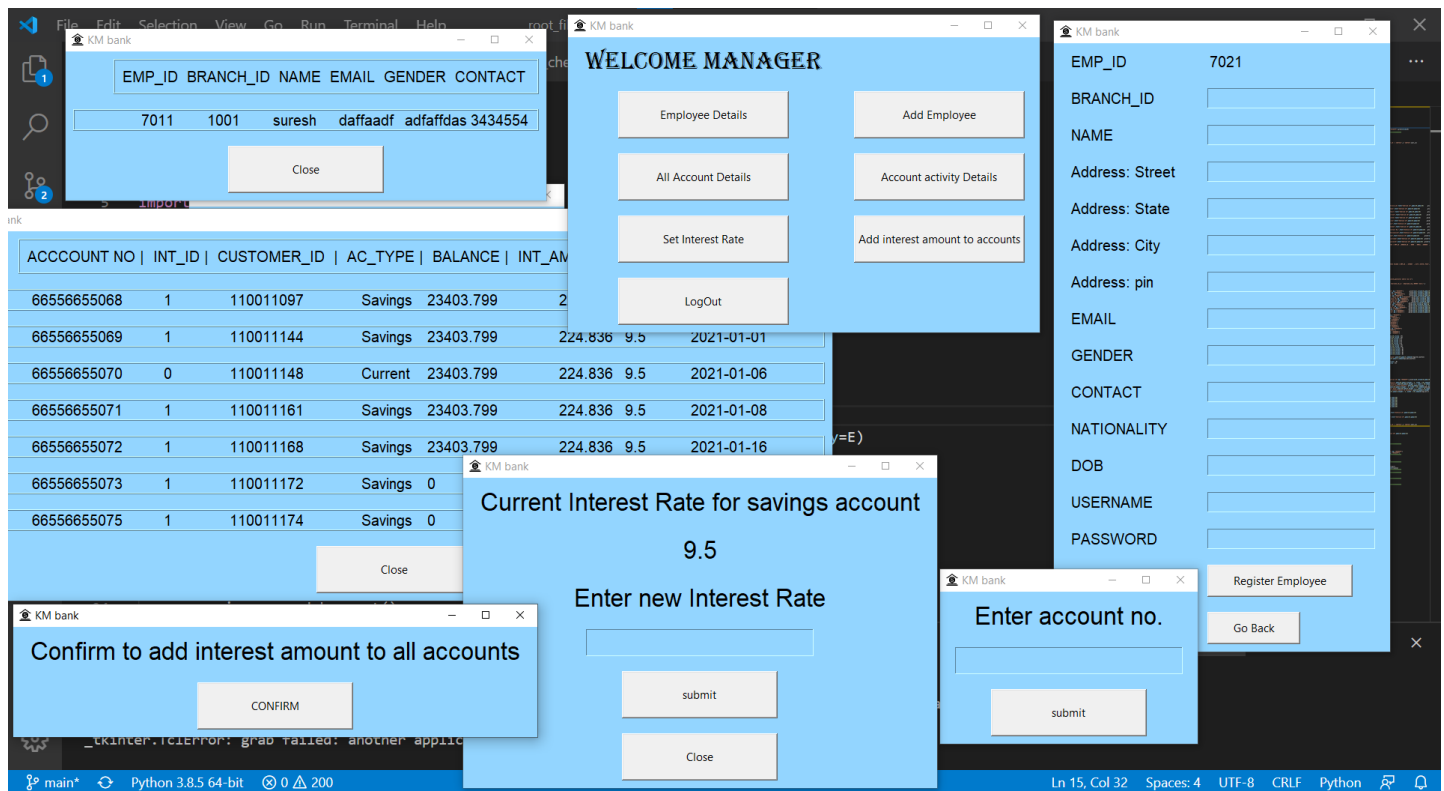 File Edit Selection View Go Run Terminal Help
KM bank
EMP_ID BRANCH_ID NAME EMAIL GENDER CONTACT
7011 1001 suresh daffaadf adfaffdas 3434554
Close
5 import
KM bank
WELCOME MANAGER
Employee Details Add Employee
All Account Details Account activity Details
Set Interest Rate Add interest amount to accounts
LogOut
KM bank
EMP_ID 7021
BRANCH_ID
NAME
Address: Street
Address: State
Address: City
Address: pin
EMAIL
GENDER
CONTACT
NATIONALITY
DOB
USERNAME
PASSWORD
Register Employee
Go Back
ACCCOUNT NO | INT_ID | CUSTOMER_ID | AC_TYPE | BALANCE |
66556655068 1 110011097 Savings 23403.799
66556655069 1 110011144 Savings 23403.799 224.836 9.5 2021-01-01
66556655070 0 110011148 Current 23403.799 224.836 9.5 2021-01-06
66556655071 1 110011161 Savings 23403.799 224.836 9.5 2021-01-08
66556655072 1 110011168 Savings 23403.799 224.836 9.5 2021-01-16
66556655073 1 110011172 Savings 0
66556655075 1 110011174 Savings 0
Close
y=E)
KM bank
Current Interest Rate for savings account
9.5
Enter new Interest Rate
submit
Close
KM bank
Enter account no.
submit
KM bank
Confirm to add interest amount to all accounts
CONFIRM
_tkinter.TclError: grab failed: another applic
main* Python 3.8.5 64-bit 0 200
Ln 15, Col 32 Spaces: 4 UTF-8 CRLF Python